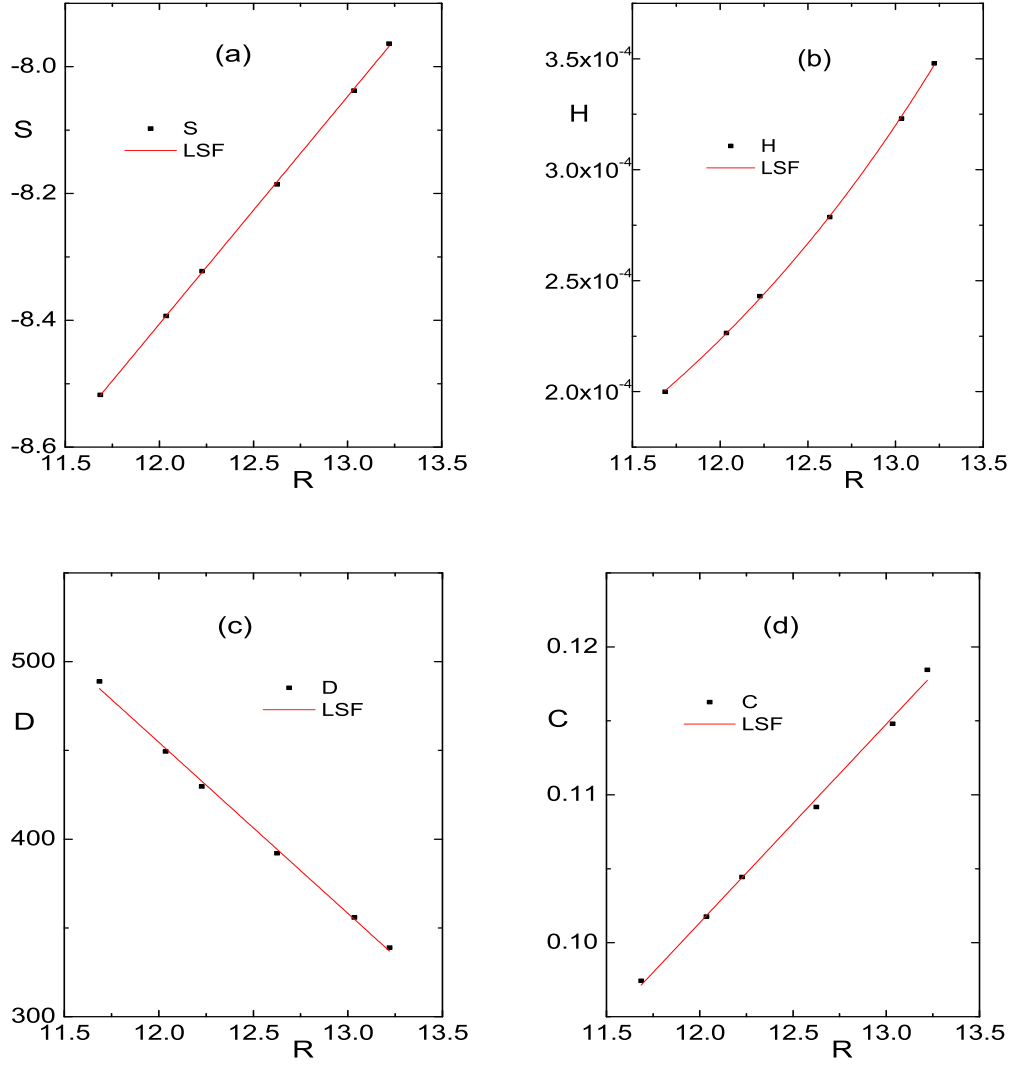 (a)
-8.0
S
S
LSF
-8.2
-8.4
-8.6
11.5 12.0 12.5 13.0 13.5
R
(b)
3.5x10⁻⁴
H
H
LSF
3.0x10⁻⁴
2.5x10⁻⁴
2.0x10⁻⁴
11.5 12.0 12.5 13.0 13.5
R
(c)
500
D
D
LSF
400
300
11.5 12.0 12.5 13.0 13.5
R
(d)
0.12
C
C
LSF
0.11
0.10
11.5 12.0 12.5 13.0 13.5
R